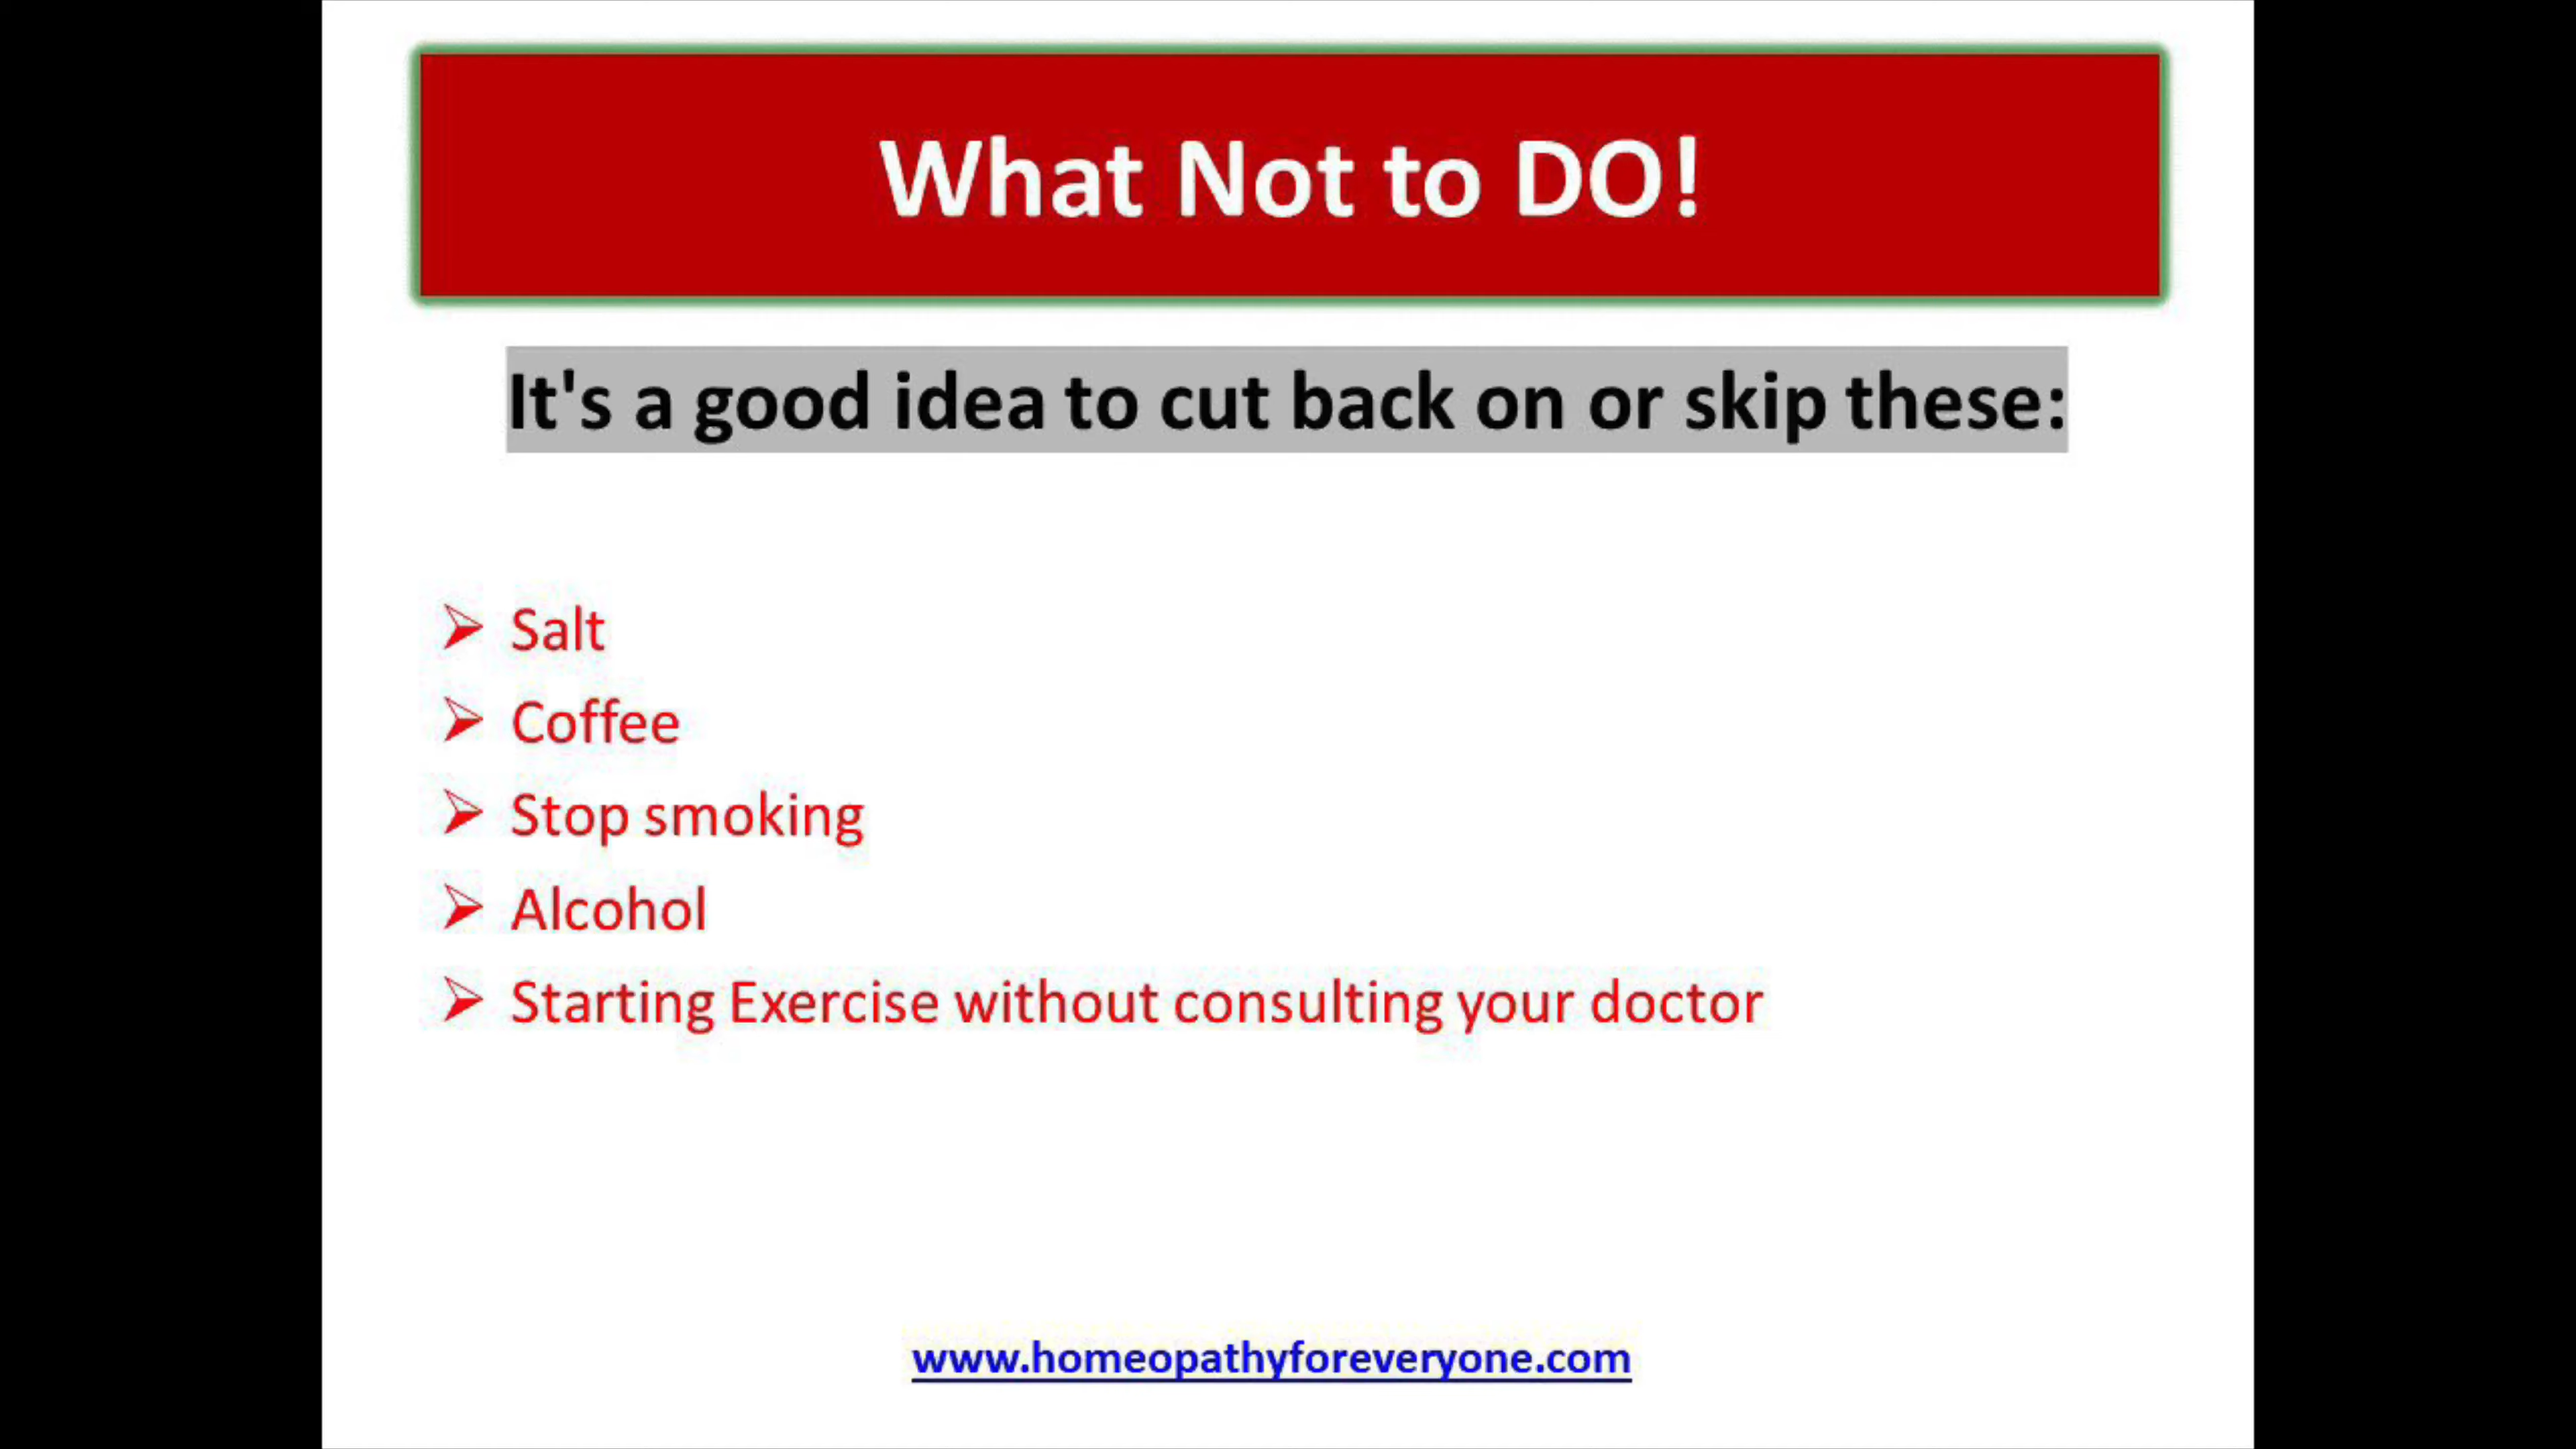 What Not to DO!
It's a good idea to cut back on or skip these:
Salt
Coffee
Stop smoking
Alcohol
Starting Exercise without consulting your doctor
www.homeopathyforeveryone.com